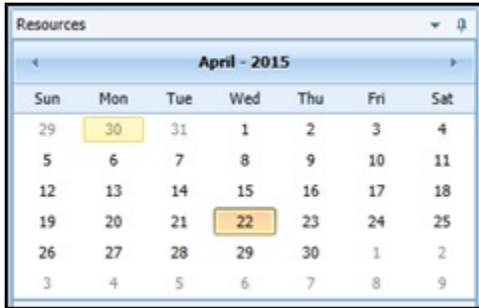 Resources
April - 2015
Sun Mon Tue Wed Thu Fri Sat
29 30 31 1 2 3 4
5 6 7 8 9 10 11
12 13 14 15 16 17 18
19 20 21 22 23 24 25
26 27 28 29 30 1 2
3 4 5 6 7 8 9